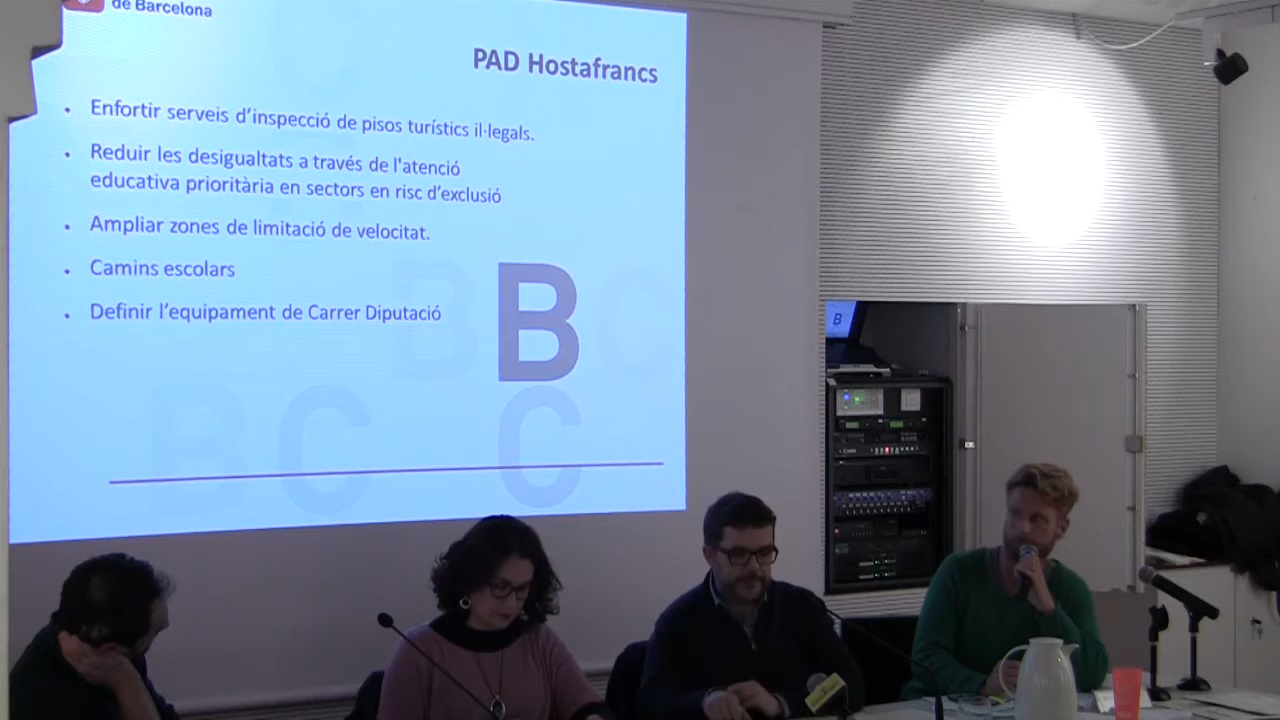 de Barcelona
PAD Hostafrancs
• Enfortir serveis d'inspecció de pisos turístics il·legals.
• Reduir les desigualtats a través de l'atenció
educativa prioritària en sectors en risc d'exclusió
• Ampliar zones de limitació de velocitat.
• Camins escolars
• Definir l'equipament de Carrer Diputació
B
B C
BC
C
B